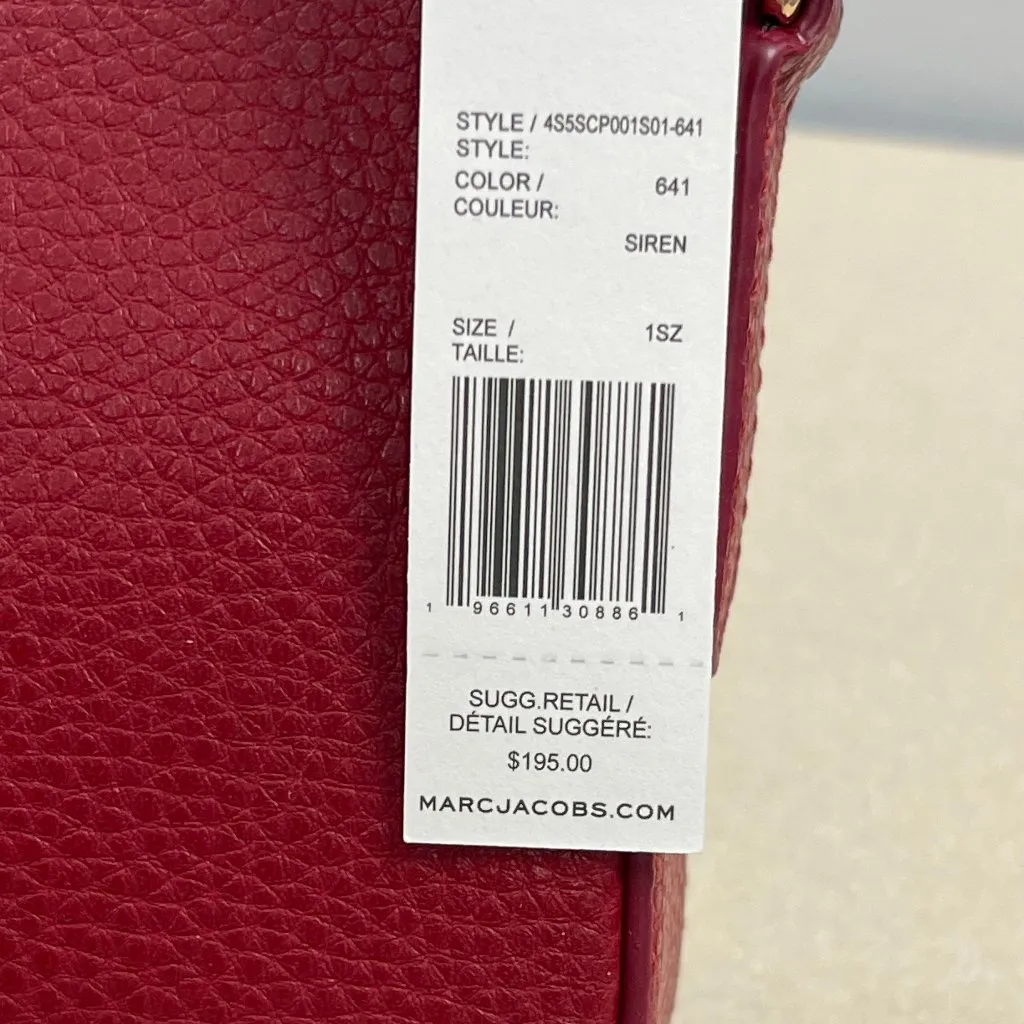 STYLE / 4S5SCP001S01-641
STYLE:
COLOR / 641
COULEUR:
SIREN
SIZE / 1SZ
TAILLE:
1 96611 30886 1
SUGG.RETAIL /
DÉTAIL SUGGÉRÉ:
$195.00
MARCJACOBS.COM